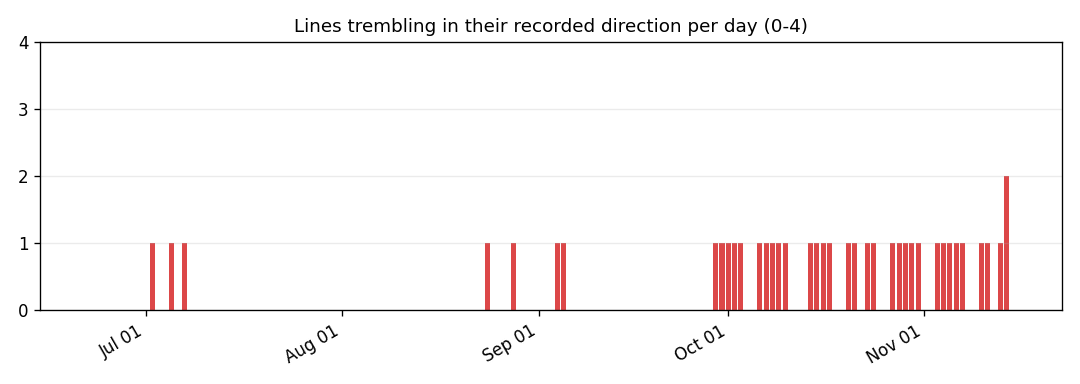 Lines trembling in their recorded direction per day (0-4)
4
3
2
1
0
Jul 01
Aug 01
Sep 01
Oct 01
Nov 01